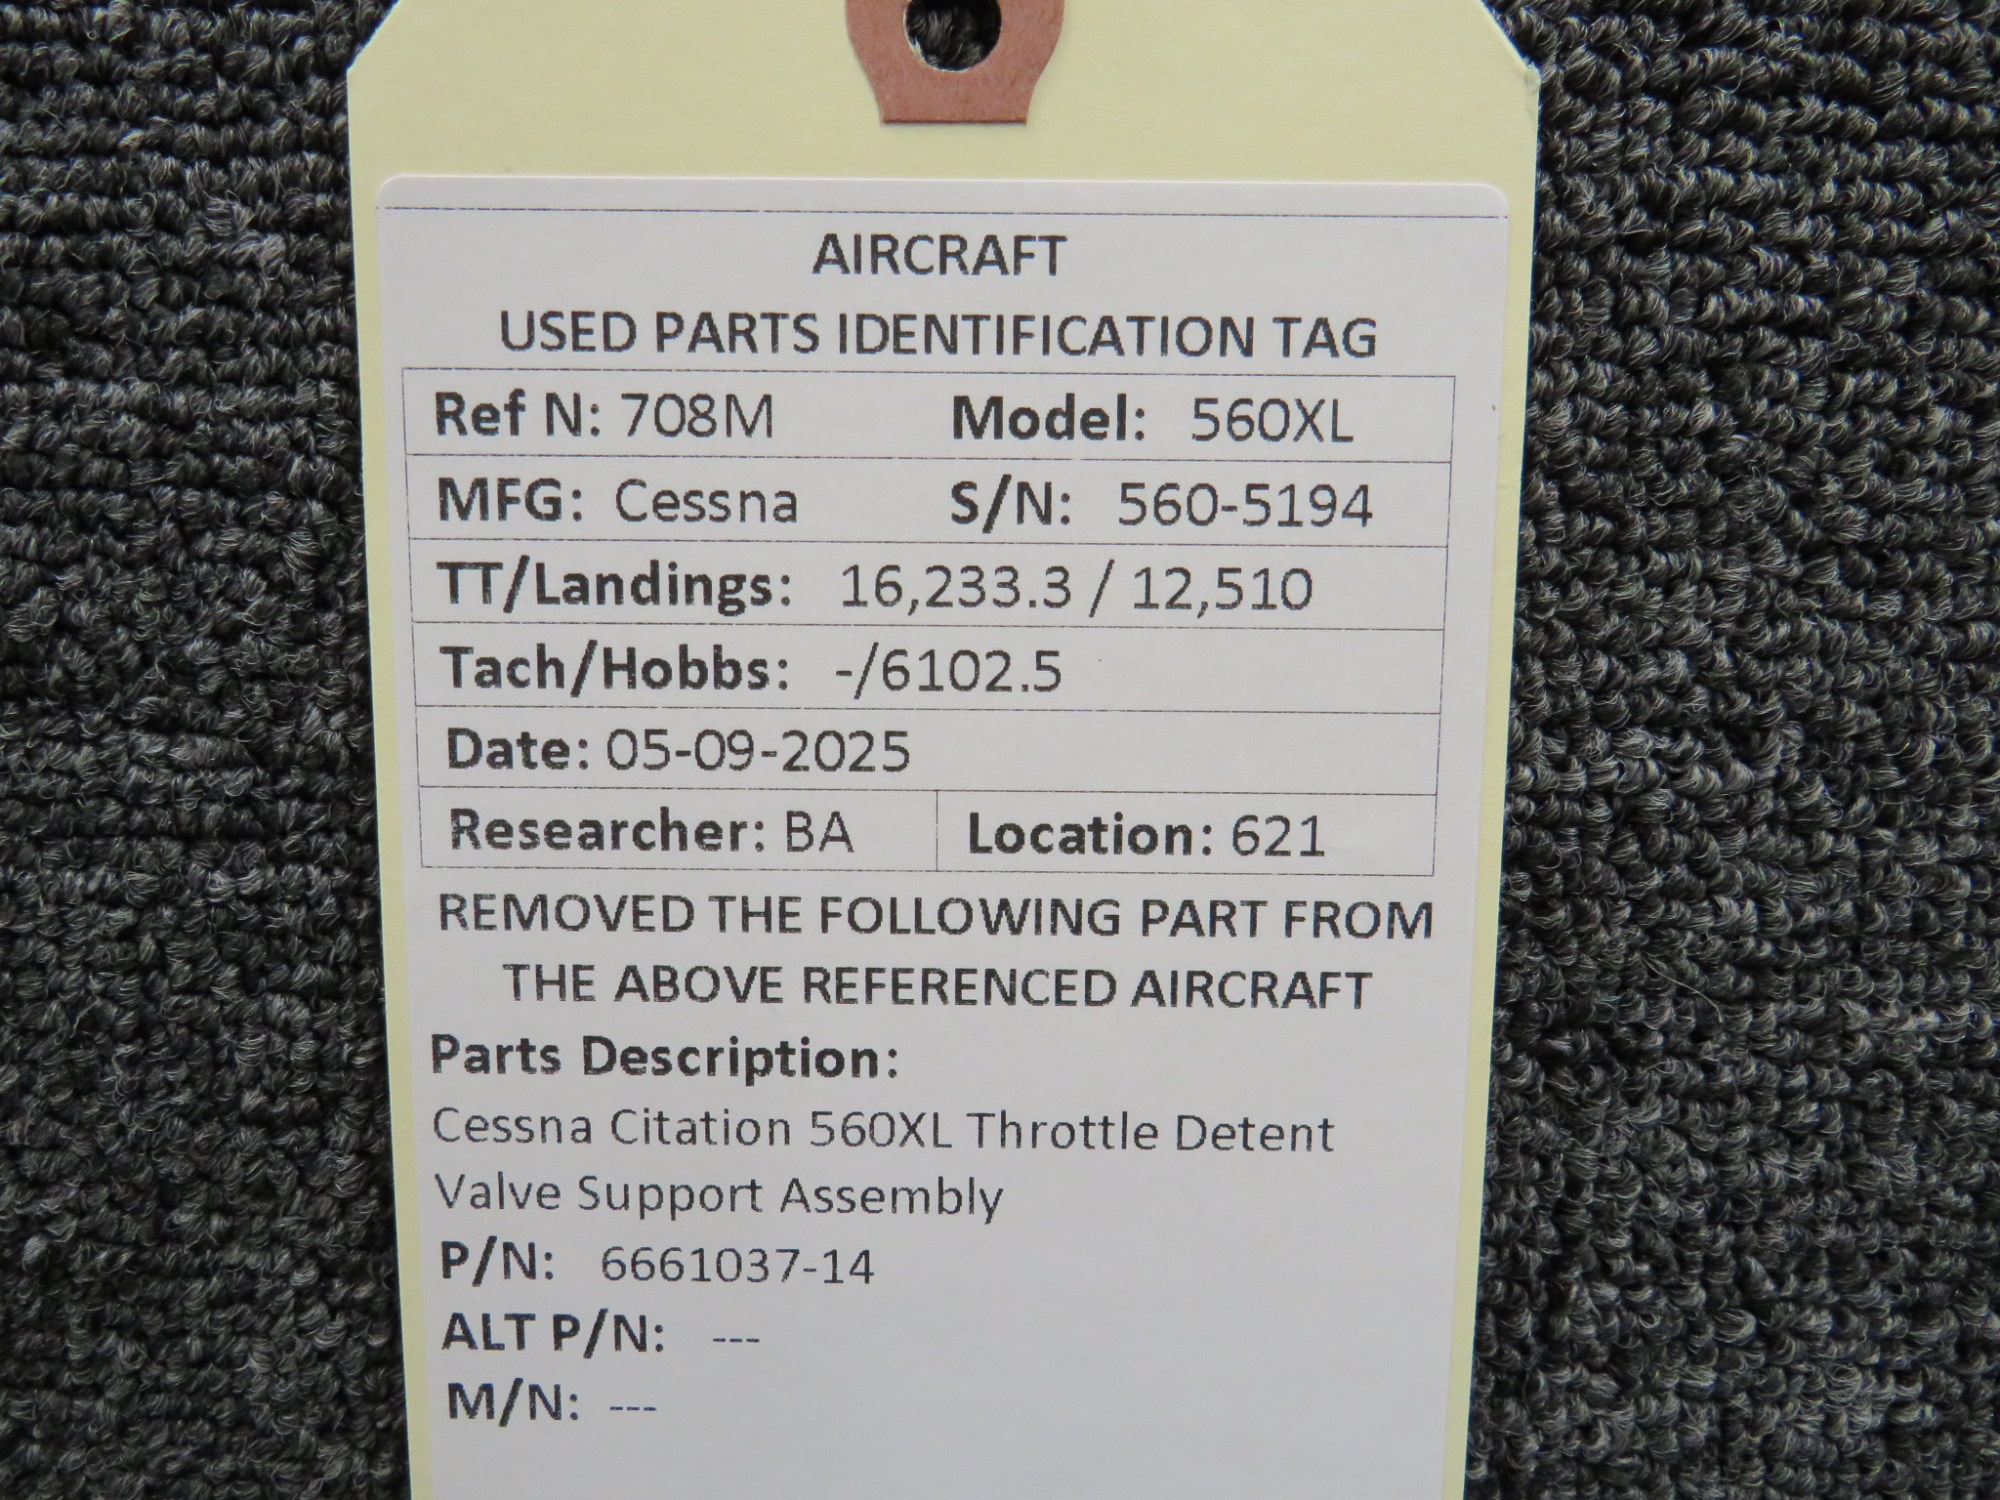 AIRCRAFT
USED PARTS IDENTIFICATION TAG
Ref N: 708M Model: 560XL
MFG: Cessna S/N: 560-5194
TT/Landings: 16,233.3 / 12,510
Tach/Hobbs: -/6102.5
Date: 05-09-2025
Researcher: BA Location: 621
REMOVED THE FOLLOWING PART FROM
THE ABOVE REFERENCED AIRCRAFT
Parts Description:
Cessna Citation 560XL Throttle Detent
Valve Support Assembly
P/N: 6661037-14
ALT P/N: ---
M/N: ---